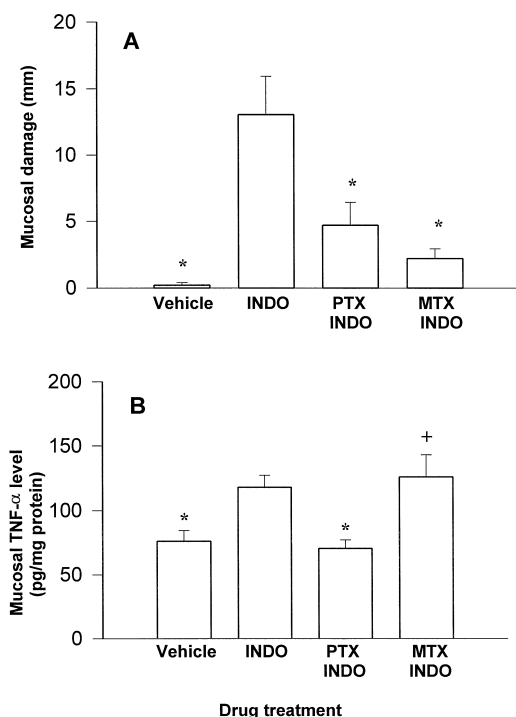 A
Mucosal damage (mm)
20
15
10
5
0
*
*
*
Vehicle INDO PTX MTX
INDO INDO
B
Mucosal TNF-α level
(pg/mg protein)
200
150
100
50
0
*
*
+
Vehicle INDO PTX MTX
INDO INDO
Drug treatment